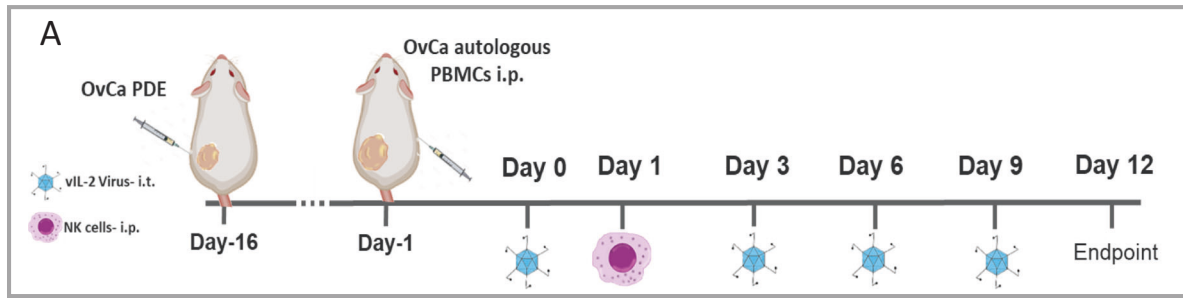 A
OvCa PDE
OvCa autologous
PBMCs i.p.
vIL-2 Virus- i.t.
NK cells- i.p.
Day 0
Day 1
Day 3
Day 6
Day 9
Day 12
Day-16
Day-1
Endpoint